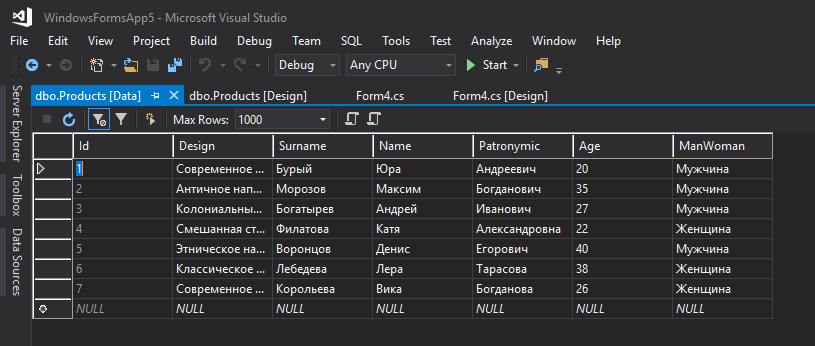 WindowsFormsApp5 - Microsoft Visual Studio
File Edit View Project Build Debug Team SQL Tools Test Analyze Window Help
Debug Any CPU Start
dbo.Products [Data] dbo.Products [Design] Form4.cs Form4.cs [Design]
Server Explorer
Toolbox
Data Sources
Max Rows: 1000
Id Design Surname Name Patronymic Age ManWoman
1 Современное ... Бурый Юра Андреевич 20 Мужчина
2 Античное нап... Морозов Максим Богданович 35 Мужчина
3 Колониальны... Богатырев Андрей Иванович 27 Мужчина
4 Смешанная ст... Филатова Катя Александровна 22 Женщина
5 Этническое на... Воронцов Денис Егорович 40 Мужчина
6 Классическое ... Лебедева Лера Тарасова 38 Женщина
7 Современное ... Корольева Вика Богданова 26 Женщина
NULL NULL NULL NULL NULL NULL NULL